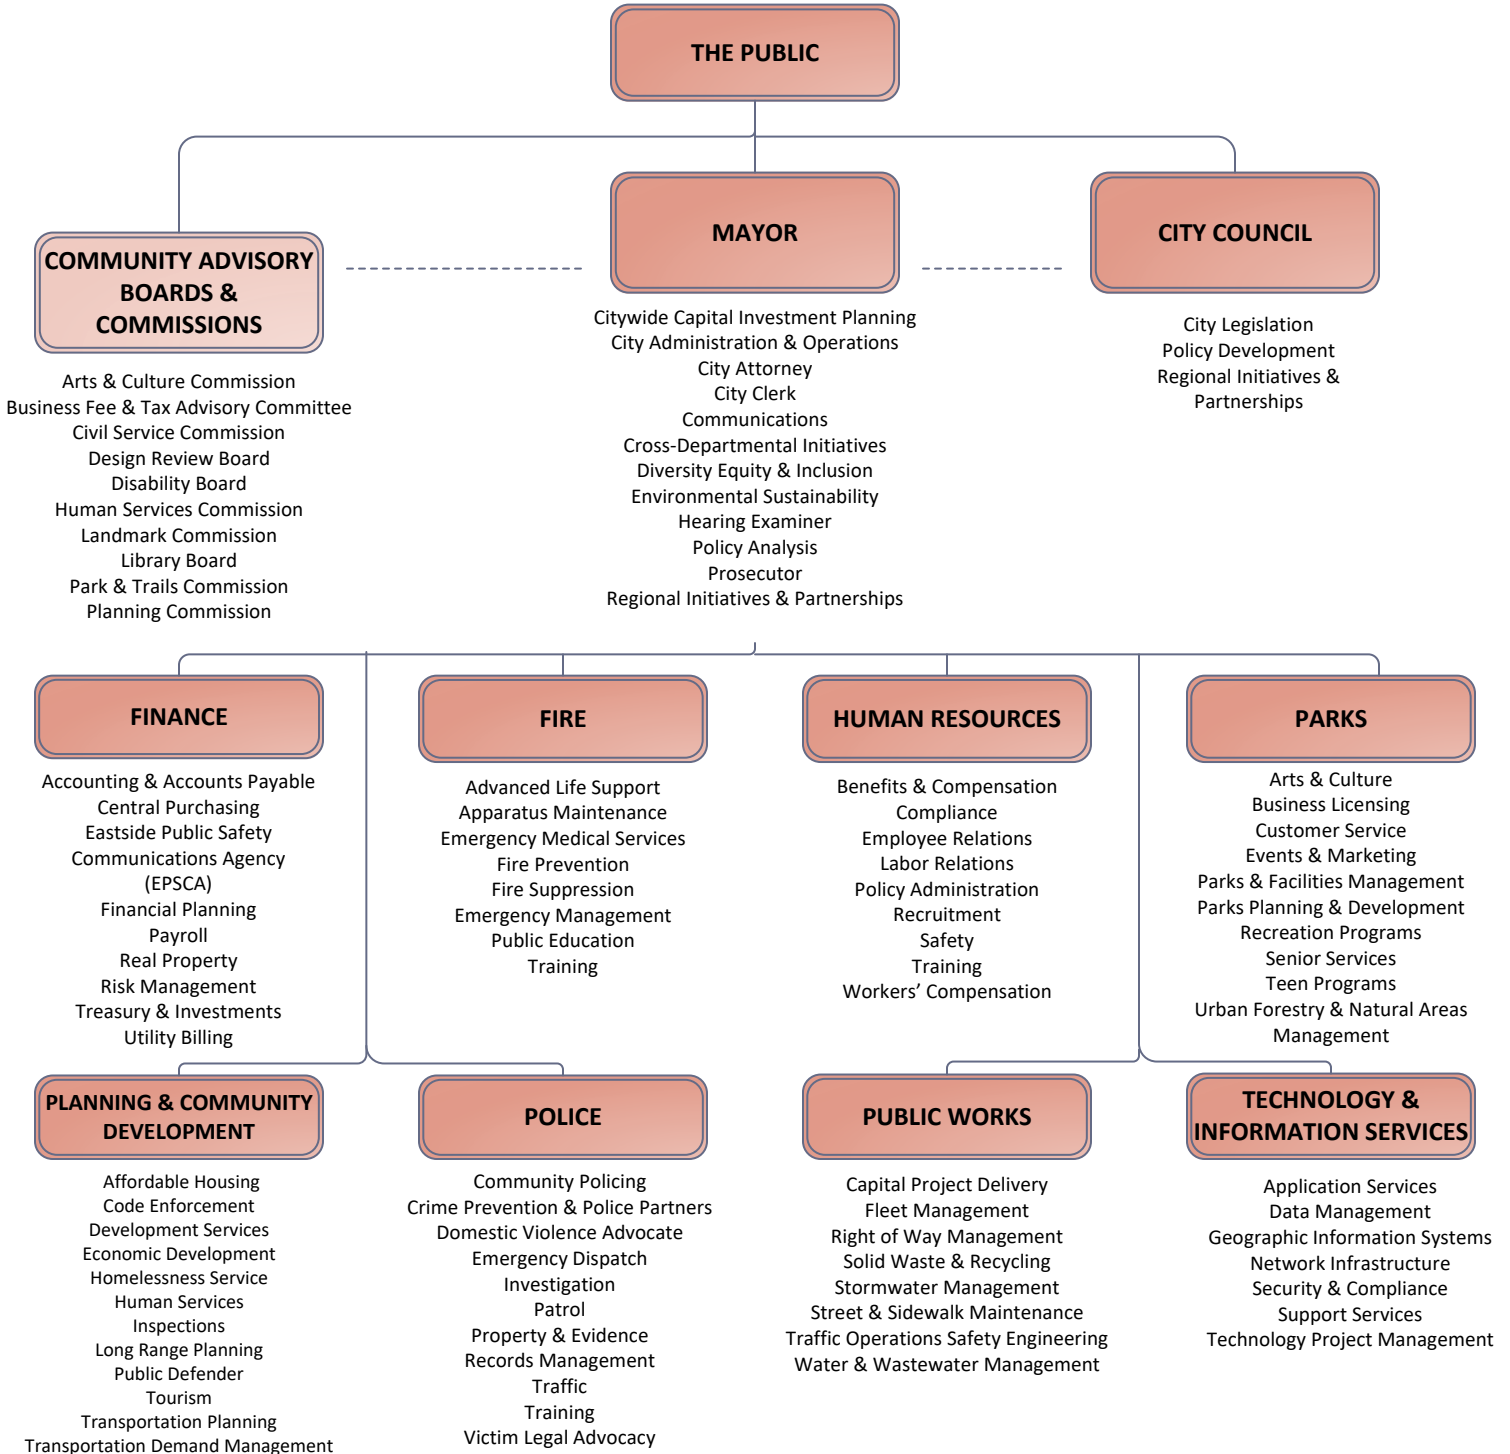 THE PUBLIC
COMMUNITY ADVISORY
BOARDS &
COMMISSIONS
Arts & Culture Commission
Business Fee & Tax Advisory Committee
Civil Service Commission
Design Review Board
Disability Board
Human Services Commission
Landmark Commission
Library Board
Park & Trails Commission
Planning Commission
MAYOR
Citywide Capital Investment Planning
City Administration & Operations
City Attorney
City Clerk
Communications
Cross-Departmental Initiatives
Diversity Equity & Inclusion
Environmental Sustainability
Hearing Examiner
Policy Analysis
Prosecutor
Regional Initiatives & Partnerships
CITY COUNCIL
City Legislation
Policy Development
Regional Initiatives &
Partnerships
FINANCE
Accounting & Accounts Payable
Central Purchasing
Eastside Public Safety
Communications Agency
(EPSCA)
Financial Planning
Payroll
Real Property
Risk Management
Treasury & Investments
Utility Billing
FIRE
Advanced Life Support
Apparatus Maintenance
Emergency Medical Services
Fire Prevention
Fire Suppression
Emergency Management
Public Education
Training
HUMAN RESOURCES
Benefits & Compensation
Compliance
Employee Relations
Labor Relations
Policy Administration
Recruitment
Safety
Training
Workers’ Compensation
PARKS
Arts & Culture
Business Licensing
Customer Service
Events & Marketing
Parks & Facilities Management
Parks Planning & Development
Recreation Programs
Senior Services
Teen Programs
Urban Forestry & Natural Areas
Management
PLANNING & COMMUNITY
DEVELOPMENT
Affordable Housing
Code Enforcement
Development Services
Economic Development
Homelessness Service
Human Services
Inspections
Long Range Planning
Public Defender
Tourism
Transportation Planning
Transportation Demand Management
POLICE
Community Policing
Crime Prevention & Police Partners
Domestic Violence Advocate
Emergency Dispatch
Investigation
Patrol
Property & Evidence
Records Management
Traffic
Training
Victim Legal Advocacy
PUBLIC WORKS
Capital Project Delivery
Fleet Management
Right of Way Management
Solid Waste & Recycling
Stormwater Management
Street & Sidewalk Maintenance
Traffic Operations Safety Engineering
Water & Wastewater Management
TECHNOLOGY &
INFORMATION SERVICES
Application Services
Data Management
Geographic Information Systems
Network Infrastructure
Security & Compliance
Support Services
Technology Project Management